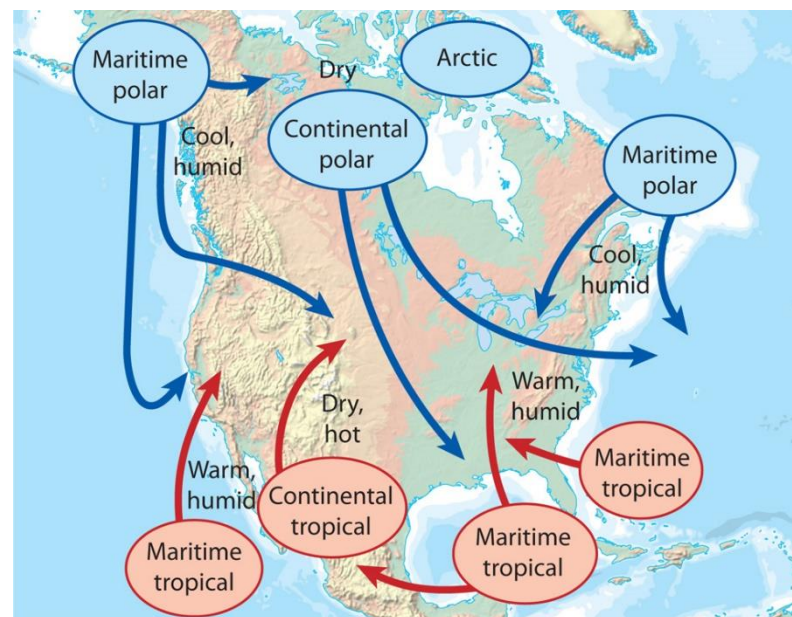 Maritime
polar
Dry
Arctic
Cool,
humid
Continental
polar
Maritime
polar
Cool,
humid
Warm,
humid
Dry,
hot
Warm,
humid
Continental
tropical
Maritime
tropical
Maritime
tropical
Maritime
tropical